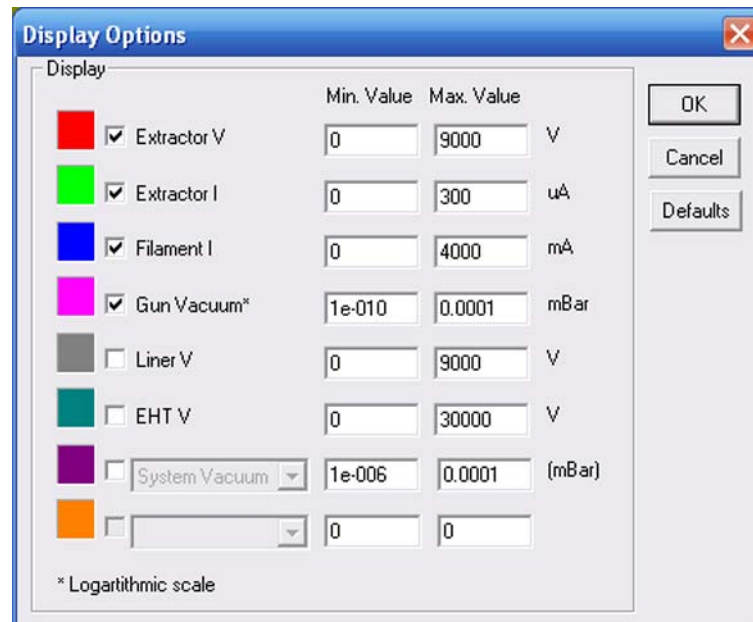 Display Options
Display
Min. Value Max. Value
Extractor V 0 9000 V
Extractor I 0 300 uA
Filament I 0 4000 mA
Gun Vacuum* 1e-010 0.0001 mBar
Liner V 0 9000 V
EHT V 0 30000 V
System Vacuum 1e-006 0.0001 (mBar)
0 0
* Logartithmic scale
OK
Cancel
Defaults